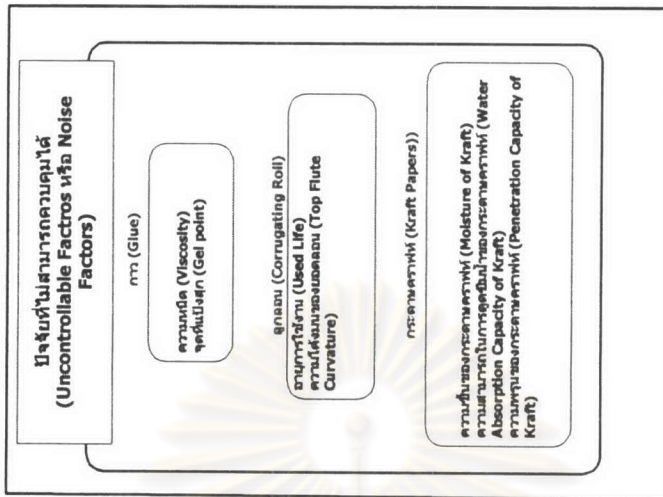 ปัจจัยที่ไม่สามารถควบคุมได้
(Uncontrollable Factros หรือ Noise
Factors)
กาว (Glue)
ความหนืด (Viscosity)
จุดที่แป้งสุก (Gel point)
ลูกลอน (Corrugating Roll)
อายุการใช้งาน (Used Life)
ความโค้งมนของยอดลอน (Top Flute
Curvature)
กระดาษคราฟท์ (Kraft Papers))
ความชื้นของกระดาษคราฟท์ (Moisture of Kraft)
ความสามารถในการดูดซึมน้ำของกระดาษคราฟท์ (Water
Absorption Capacity of Kraft)
ความพรุนของกระดาษคราฟท์ (Penetration Capacity of
Kraft)